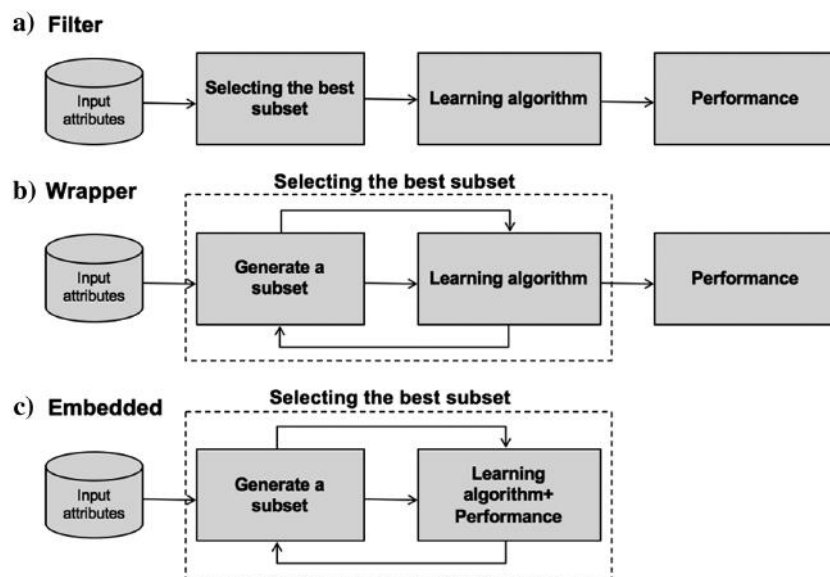 a) Filter
Input
attributes
Selecting the best
subset
Learning algorithm
Performance
b) Wrapper
Selecting the best subset
Input
attributes
Generate a
subset
Learning algorithm
Performance
c) Embedded
Selecting the best subset
Input
attributes
Generate a
subset
Learning
algorithm+
Performance